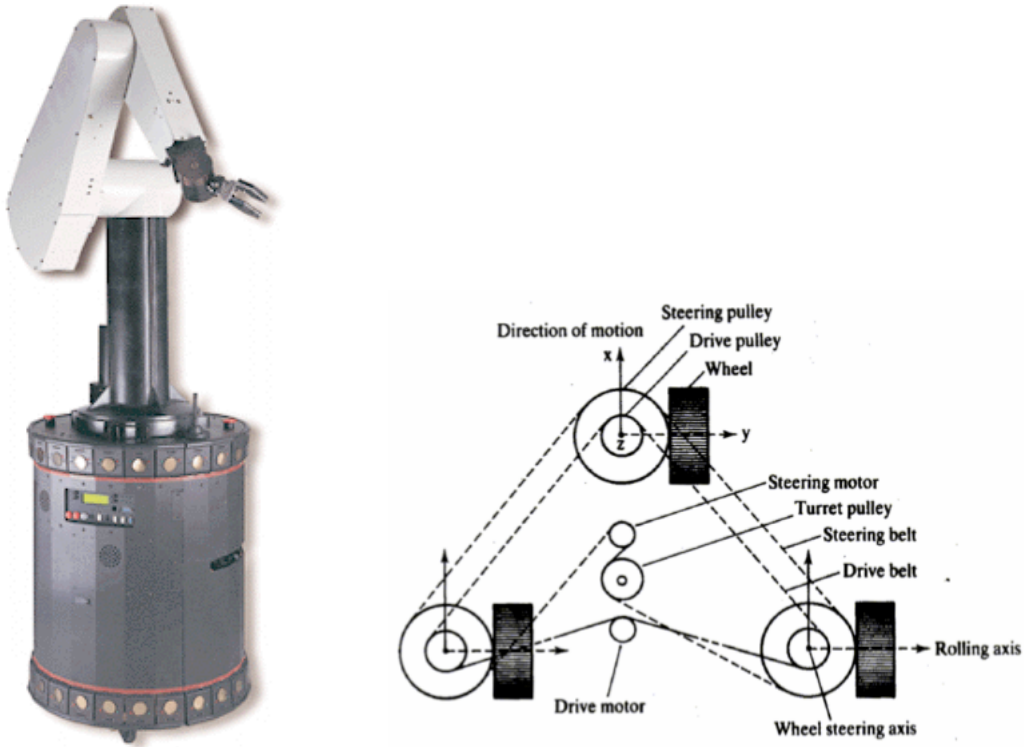 Steering pulley
Direction of motion
Drive pulley
x
Wheel
y
z
Steering motor
Turret pulley
Steering belt
Drive belt
Rolling axis
Drive motor
Wheel steering axis